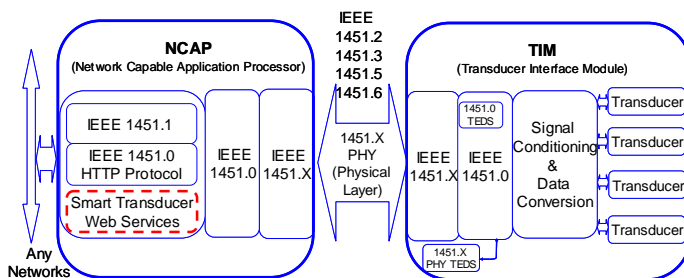 NCAP
(Network Capable Application Processor)
IEEE 1451.1
IEEE 1451.0
HTTP Protocol
Smart Transducer
Web Services
IEEE
1451.0
IEEE
1451.X
Any
Networks
IEEE
1451.2
1451.3
1451.5
1451.6
1451.X
PHY
(Physical
Layer)
TIM
(Transducer Interface Module)
IEEE
1451.X
1451.0
TEDS
IEEE
1451.0
1451.X
PHY TEDS
Signal
Conditioning
&
Data
Conversion
Transducer
Transducer
Transducer
Transducer